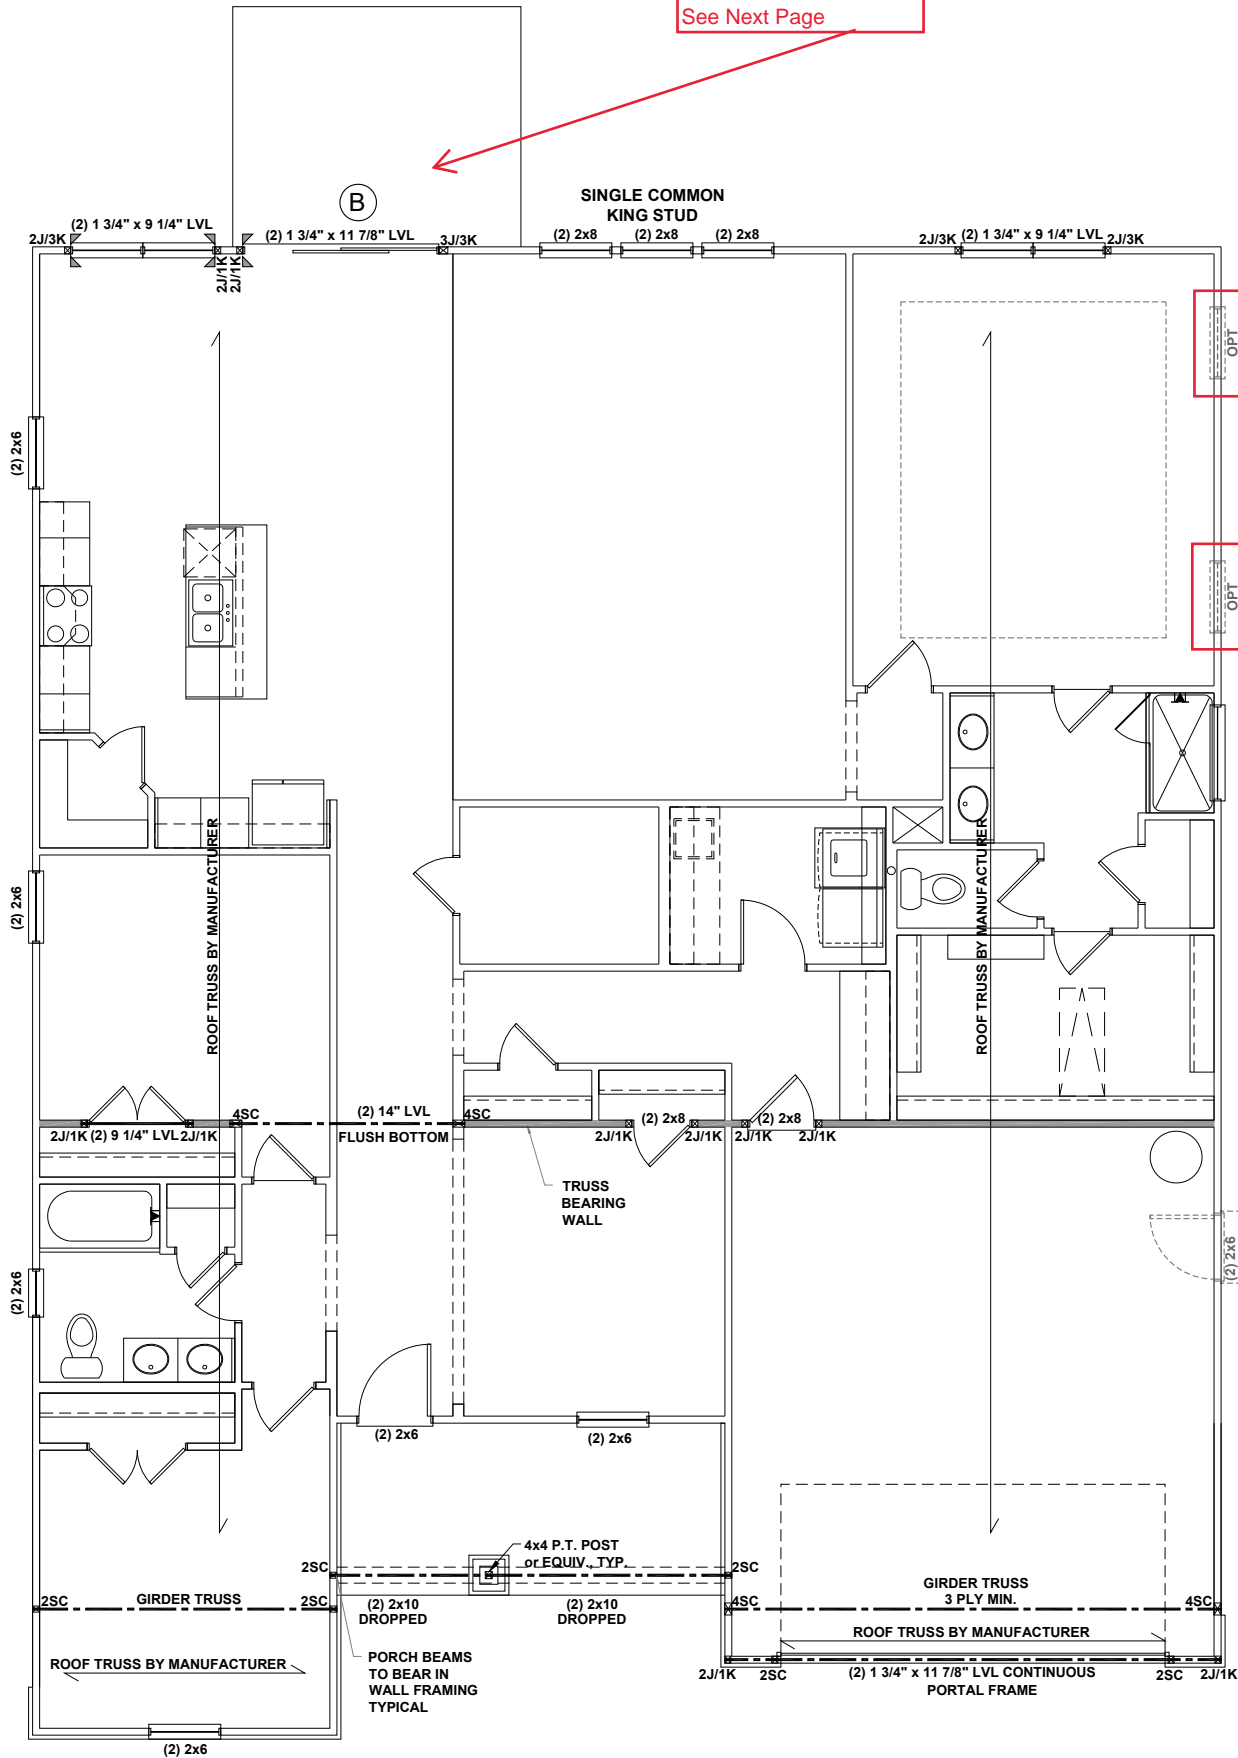 See Next Page
B
SINGLE COMMON
KING STUD
(2) 1 3/4" x 9 1/4" LVL
(2) 1 3/4" x 11 7/8" LVL
(2) 2x8
(2) 2x8
(2) 2x8
(2) 1 3/4" x 9 1/4" LVL
2J/3K
3J/3K
2J/3K
2J/3K
2J/1K
2J/1K
OPT
(2) 2x6
OPT
ROOF TRUSS BY MANUFACTURER
ROOF TRUSS BY MANUFACTURER
(2) 2x6
4SC
(2) 14" LVL
4SC
(2) 2x8
(2) 2x8
2J/1K
(2) 9 1/4" LVL
2J/1K
FLUSH BOTTOM
2J/1K
2J/1K
2J/1K
2J/1K
TRUSS
BEARING
WALL
(2) 2x6
(2) 2x6
(2) 2x6
(2) 2x6
4x4 P.T. POST
or EQUIV., TYP.
2SC
2SC
2SC
GIRDER TRUSS
2SC
(2) 2x10
DROPPED
(2) 2x10
DROPPED
4SC
GIRDER TRUSS
3 PLY MIN.
4SC
ROOF TRUSS BY MANUFACTURER
ROOF TRUSS BY MANUFACTURER
PORCH BEAMS
TO BEAR IN
WALL FRAMING
TYPICAL
2J/1K
2SC
(2) 1 3/4" x 11 7/8" LVL CONTINUOUS
PORTAL FRAME
2SC
2J/1K
(2) 2x6